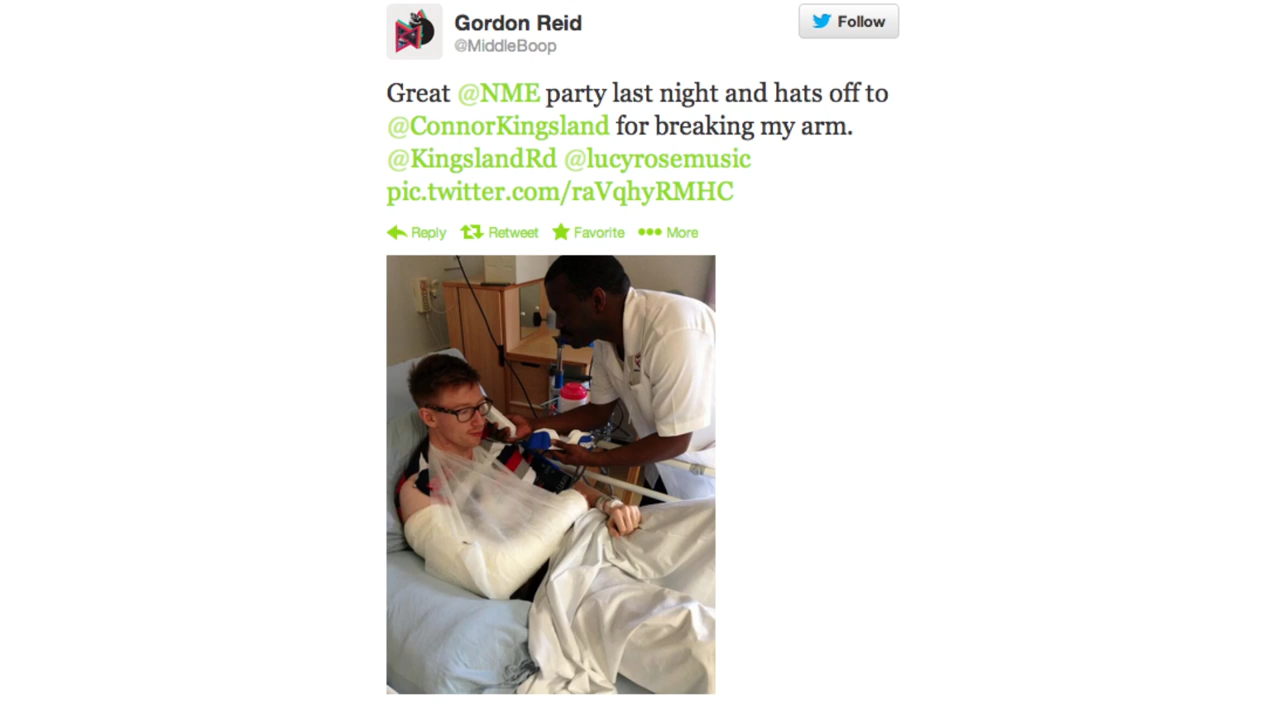 Gordon Reid
@MiddleBoop
Follow
Great @NME party last night and hats off to
@ConnorKingsland for breaking my arm.
@KingslandRd @lucyrosemusic
pic.twitter.com/raVqhyRMHC
Reply Retweet Favorite More